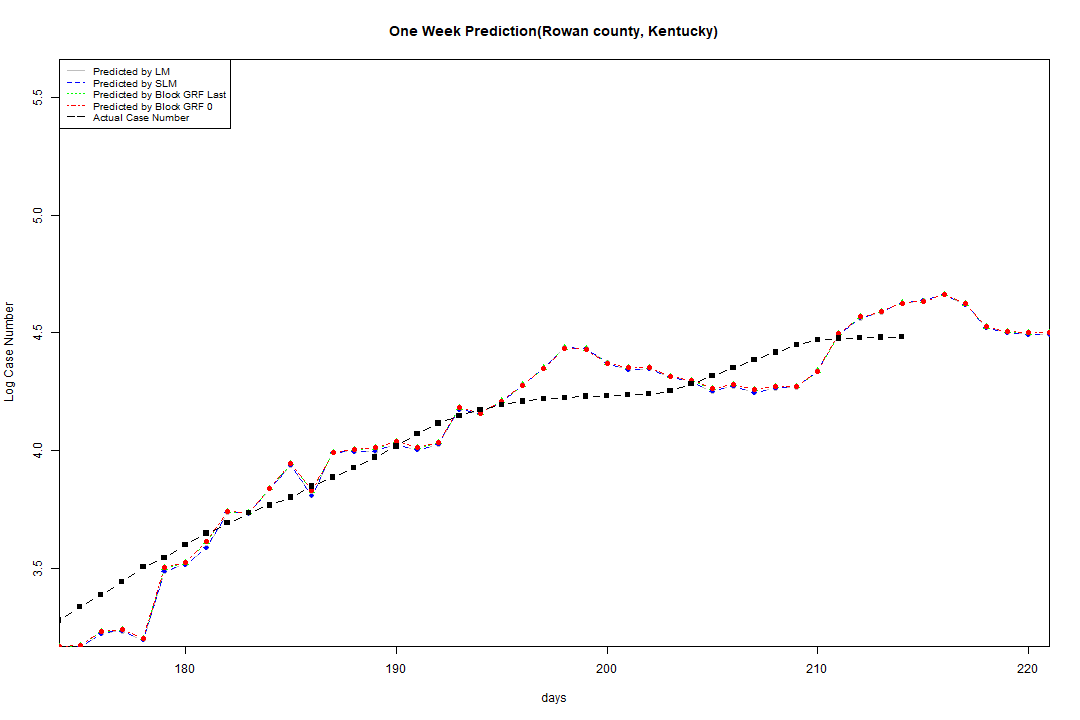 One Week Prediction(Rowan county, Kentucky)
Predicted by LM
Predicted by SLM
Predicted by Block GRF Last
Predicted by Block GRF 0
Actual Case Number
5.5
5.0
4.5
4.0
3.5
Log Case Number
180 190 200 210 220
days